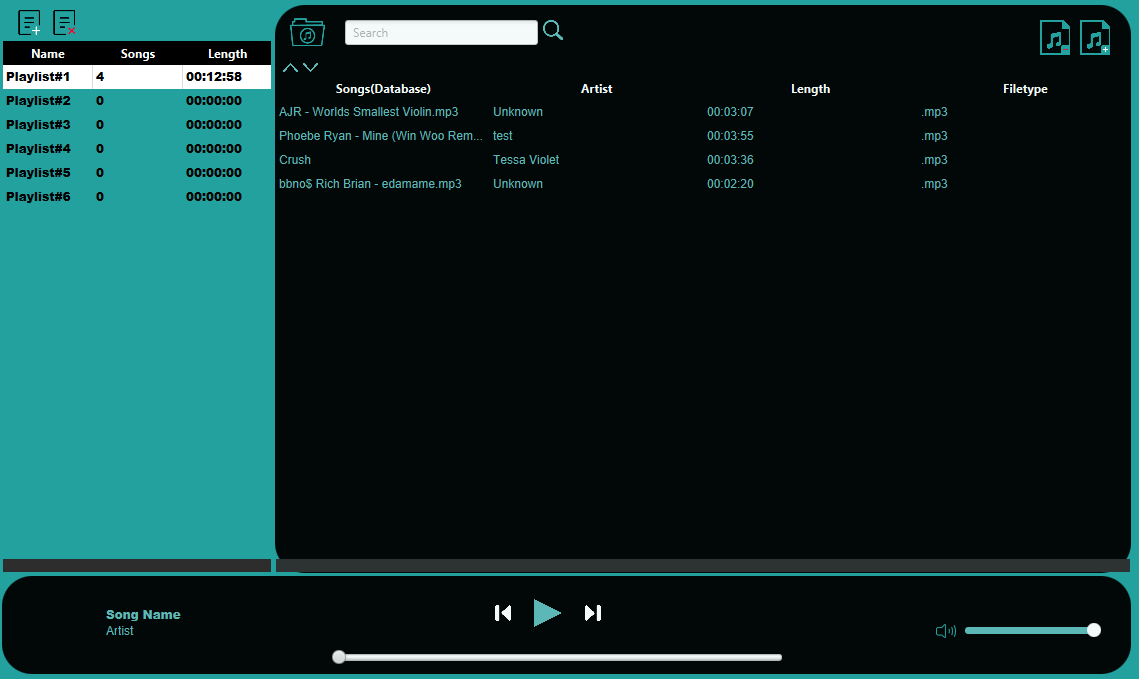 Name Songs Length
Playlist#1 4 00:12:58
Playlist#2 0 00:00:00
Playlist#3 0 00:00:00
Playlist#4 0 00:00:00
Playlist#5 0 00:00:00
Playlist#6 0 00:00:00
Search
Songs(Database) Artist Length Filetype
AJR - Worlds Smallest Violin.mp3 Unknown 00:03:07 .mp3
Phoebe Ryan - Mine (Win Woo Rem... test 00:03:55 .mp3
Crush Tessa Violet 00:03:36 .mp3
bbno$ Rich Brian - edamame.mp3 Unknown 00:02:20 .mp3
Song Name
Artist